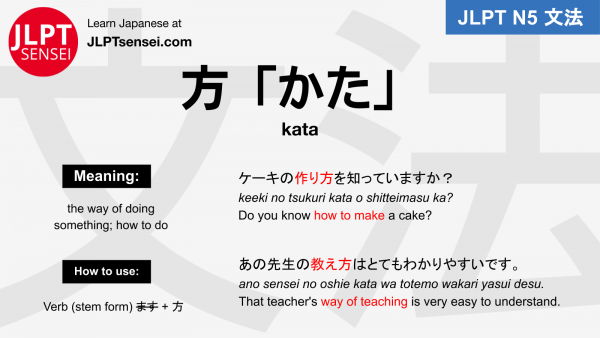 JLPT
SENSEI
Learn Japanese at
JLPTsensei.com
JLPT N5 文法
文法
方「かた」
kata
Meaning:
the way of doing
something; how to do
How to use:
Verb (stem form) ます + 方
ケーキの作り方を知っていますか？
keeki no tsukuri kata o shitteimasu ka?
Do you know how to make a cake?
あの先生の教え方はとてもわかりやすいです。
ano sensei no oshie kata wa totemo wakari yasui desu.
That teacher's way of teaching is very easy to understand.